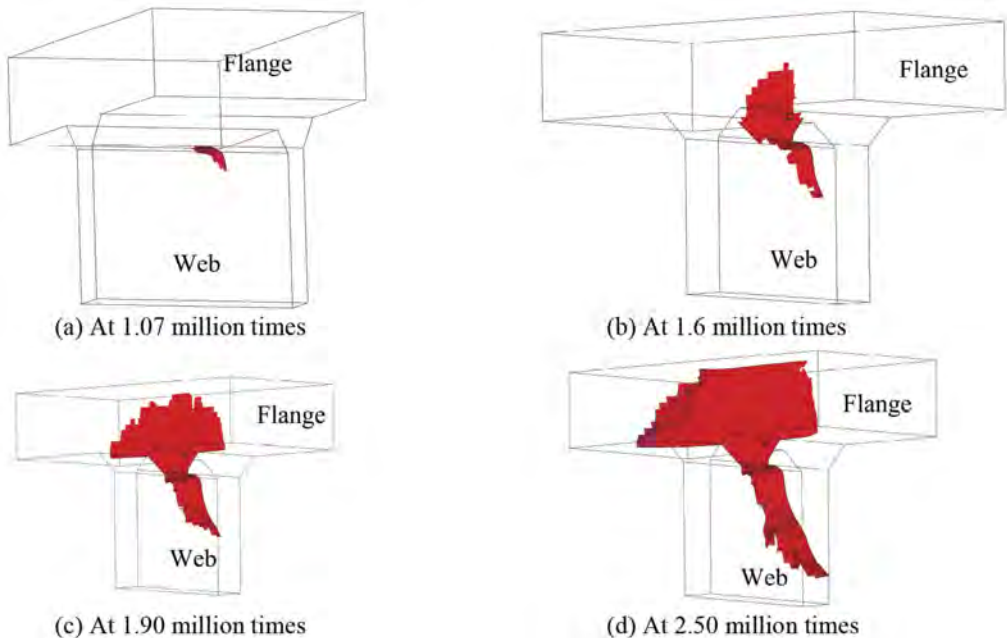 Flange
Web
(a) At 1.07 million times
Flange
Web
(b) At 1.6 million times
Flange
Web
(c) At 1.90 million times
Flange
Web
(d) At 2.50 million times